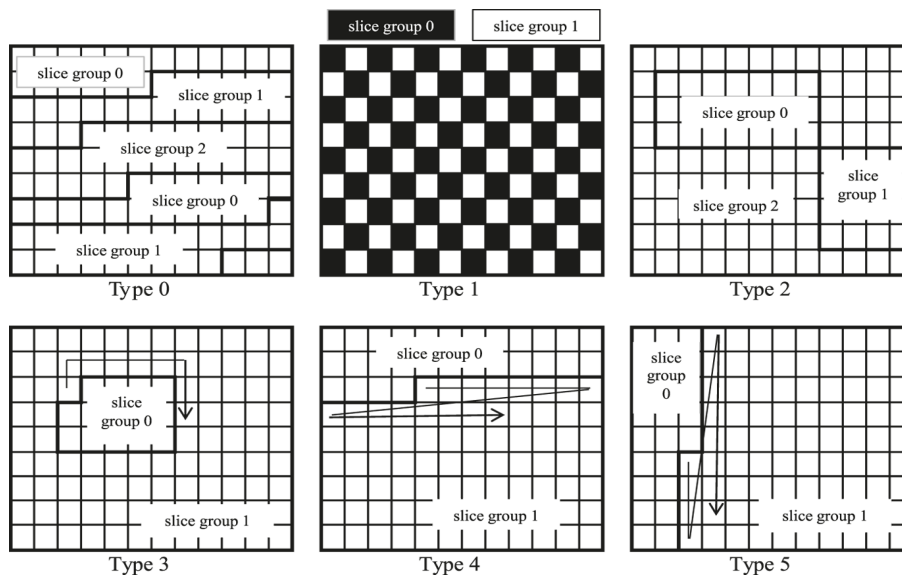 slice group 0
slice group 1
slice group 0
slice group 1
slice group 2
slice group 0
slice group 1
slice group 0
slice
group 1
slice group 2
Type 0
Type 1
Type 2
slice
group 0
slice group 1
slice group 0
slice group 1
slice
group
0
slice group 1
Type 3
Type 4
Type 5